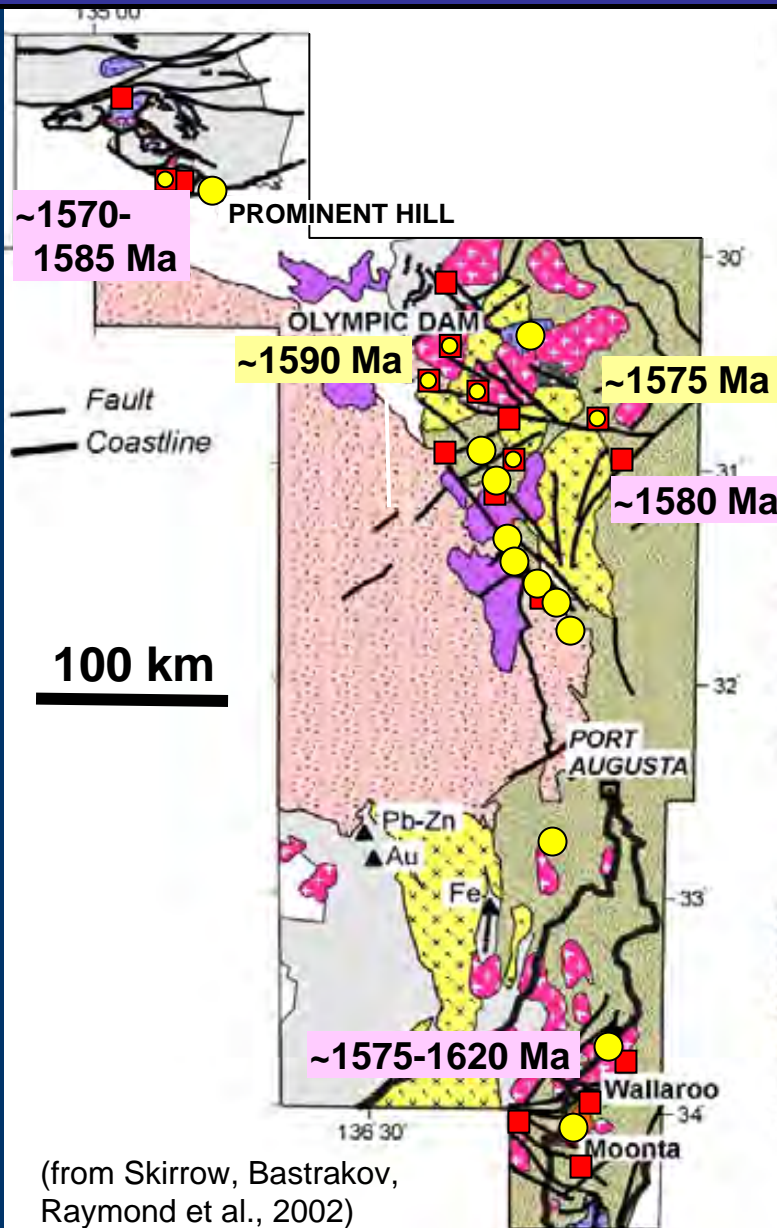 135 00
~1570-
1585 Ma
PROMINENT HILL
30°
OLYMPIC DAM
~1590 Ma
~1575 Ma
Fault
Coastline
31
~1580 Ma
100 km
32
PORT
AUGUSTA
Pb-Zn
Au
Fe
33
~1575-1620 Ma
Wallaroo
34
136 30
Moonta
(from Skirrow, Bastrakov,
Raymond et al., 2002)